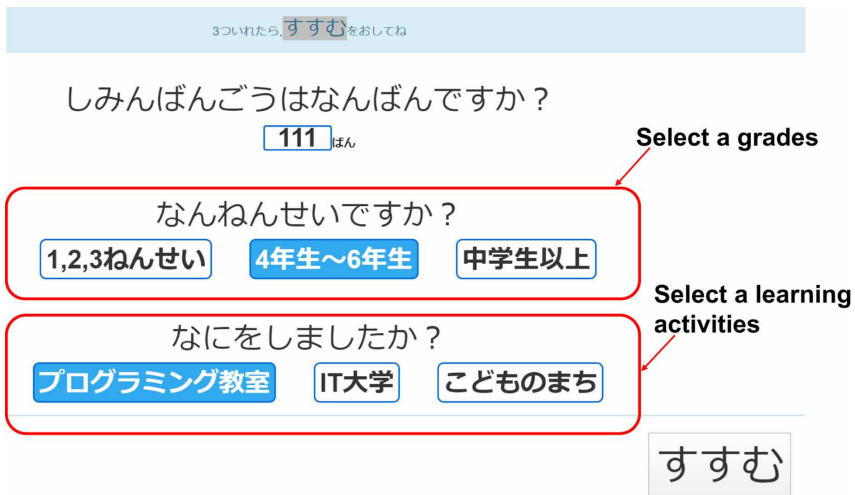 3ついれたら,すすむをおしてね
しみんばんごうはなんばんですか？
111 ばん
Select a grades
なんねんせいですか？
1,2,3ねんせい 4年生～6年生 中学生以上
Select a learning
activities
なにをしましたか？
プログラミング教室 IT大学 こどものまち
すすむ